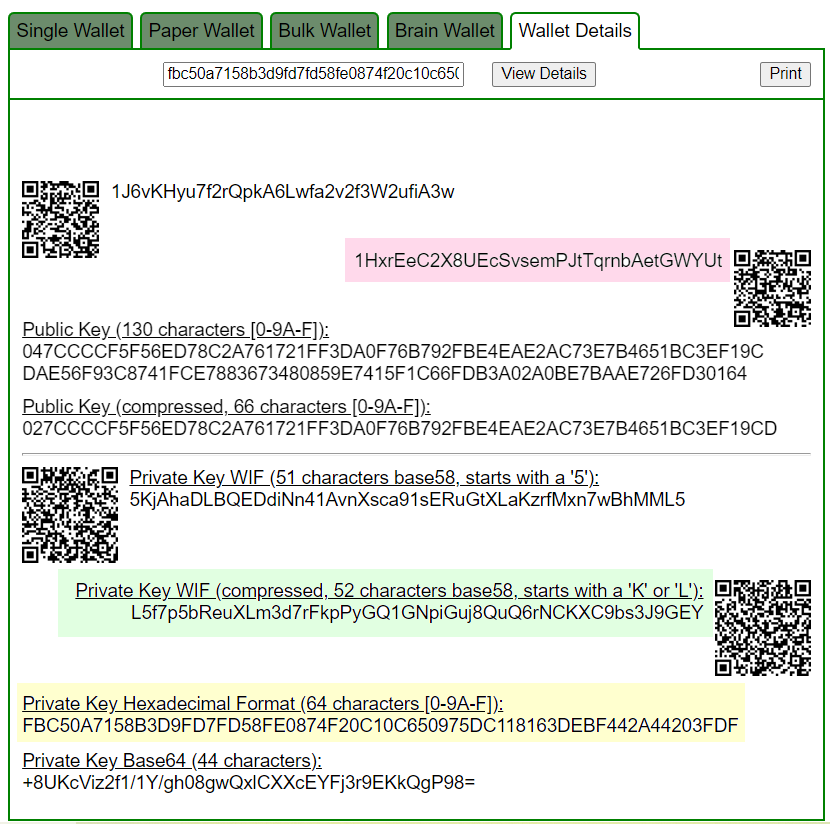 Single Wallet Paper Wallet Bulk Wallet Brain Wallet Wallet Details
fbc50a7158b3d9fd7fd58fe0874f20c10c650 View Details Print
1J6vKHyu7f2rQpkA6Lwfa2v2f3W2ufiA3w
1HxrEeC2X8UEcSvsemPJtTqrnbAetGWYUt
Public Key (130 characters [0-9A-F]):
047CCCCF5F56ED78C2A761721FF3DA0F76B792FBE4EAE2AC73E7B4651BC3EF19C
DAE56F93C8741FCE7883673480859E7415F1C66FDB3A02A0BE7BAAE726FD30164
Public Key (compressed, 66 characters [0-9A-F]):
027CCCCF5F56ED78C2A761721FF3DA0F76B792FBE4EAE2AC73E7B4651BC3EF19CD
Private Key WIF (51 characters base58, starts with a '5'):
5KjAhaDLBQEDdiNn41AvnXsca91sERuGtXLaKzrfMxn7wBhMML5
Private Key WIF (compressed, 52 characters base58, starts with a 'K' or 'L'):
L5f7p5bReuXLm3d7rFkpPyGQ1GNpiGuj8QuQ6rNCKXC9bs3J9GEY
Private Key Hexadecimal Format (64 characters [0-9A-F]):
FBC50A7158B3D9FD7FD58FE0874F20C10C650975DC118163DEBF442A44203FDF
Private Key Base64 (44 characters):
+8UKcViz2f1/1Y/gh08gwQxlCXXcEYFj3r9EKkQgP98=